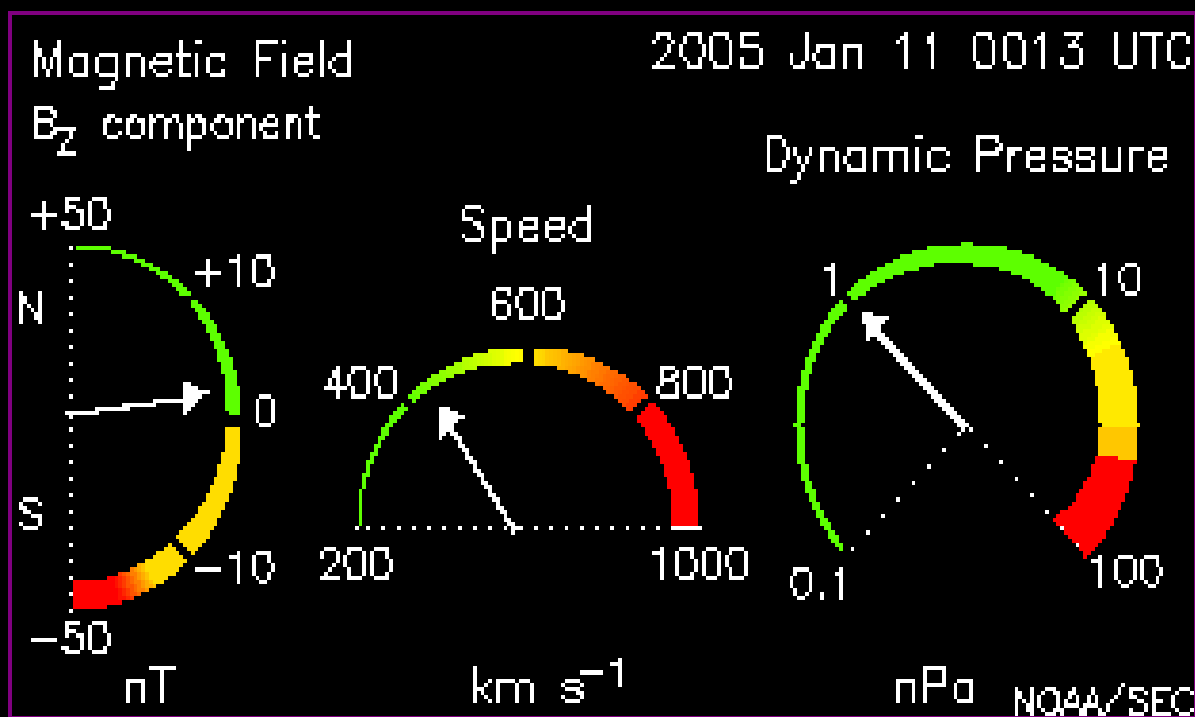 Magnetic Field
2005 Jan 11 0013 UTC
Bz component
Dynamic Pressure
+50
Speed
+10
1
10
N
600
400
800
0
S
-10
200
1000
0.1
100
-50
nT
km s-1
nPa
NOAA/SEC